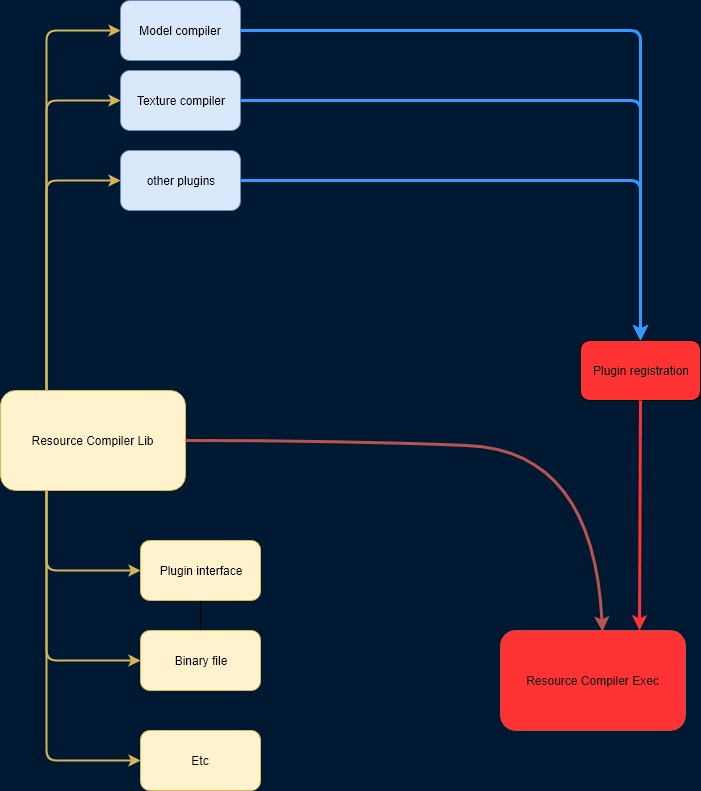 Model compiler
Texture compiler
other plugins
Plugin registration
Resource Compiler Lib
Plugin interface
Binary file
Resource Compiler Exec
Etc